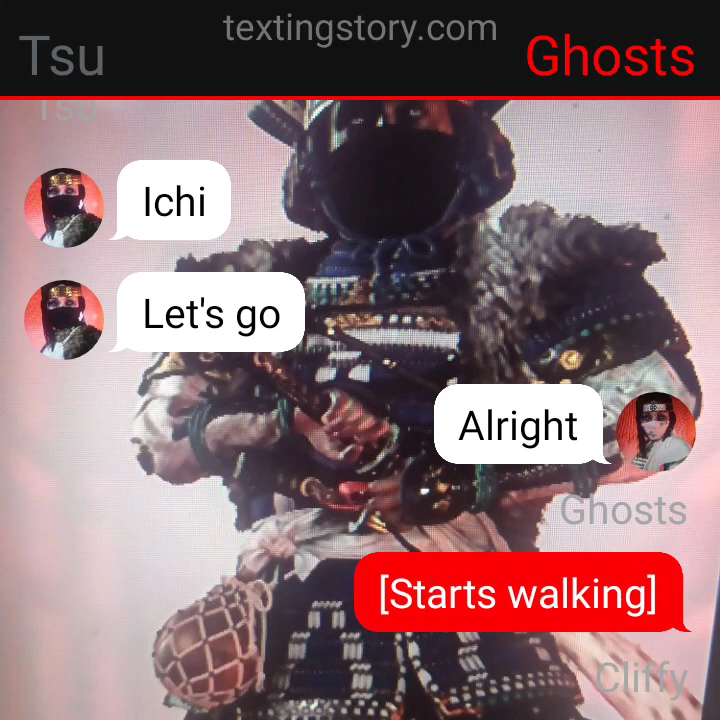 textingstory.com
Tsu
Ghosts
Tsu
Ichi
Let's go
Alright
Ghosts
[Starts walking]
Cliffy